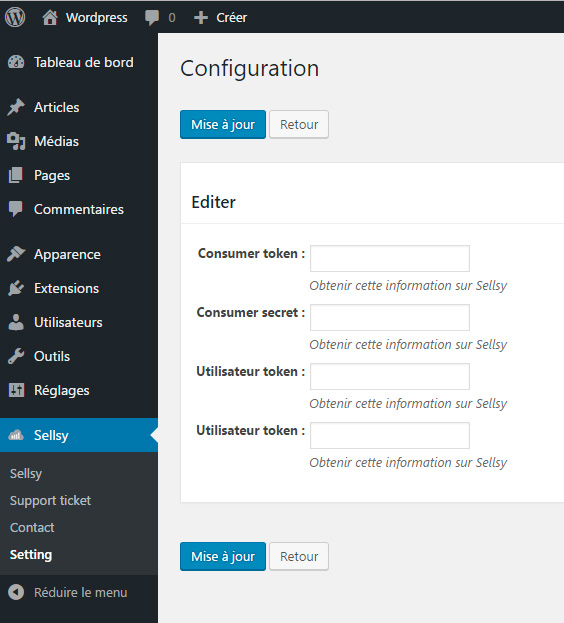 Wordpress 0 Créer
Tableau de bord
Articles
Médias
Pages
Commentaires
Apparence
Extensions
Utilisateurs
Outils
Réglages
Sellsy
Sellsy
Support ticket
Contact
Setting
Réduire le menu
Configuration
Mise à jour Retour
Editer
Consumer token :
Obtenir cette information sur Sellsy
Consumer secret :
Obtenir cette information sur Sellsy
Utilisateur token :
Obtenir cette information sur Sellsy
Utilisateur token :
Obtenir cette information sur Sellsy
Mise à jour Retour